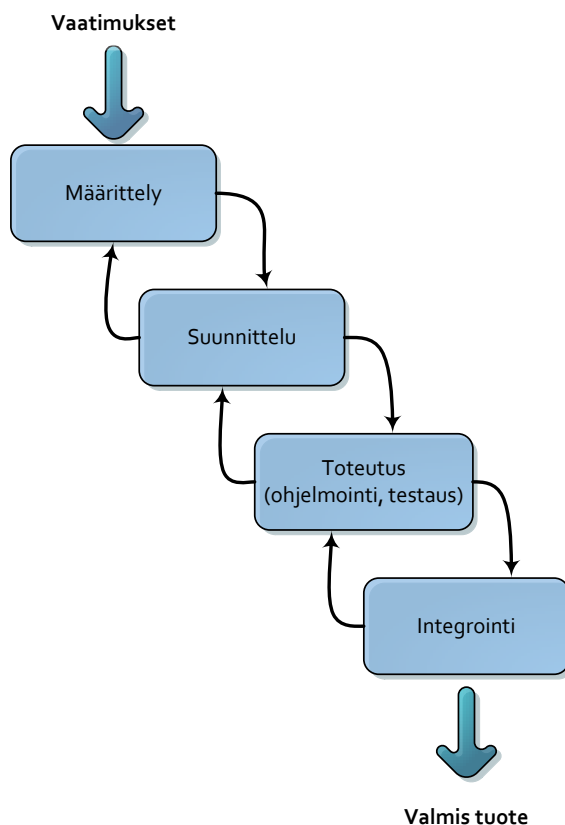 Vaatimukset
Määrittely
Suunnittelu
Toteutus
(ohjelmointi, testaus)
Integrointi
Valmis tuote